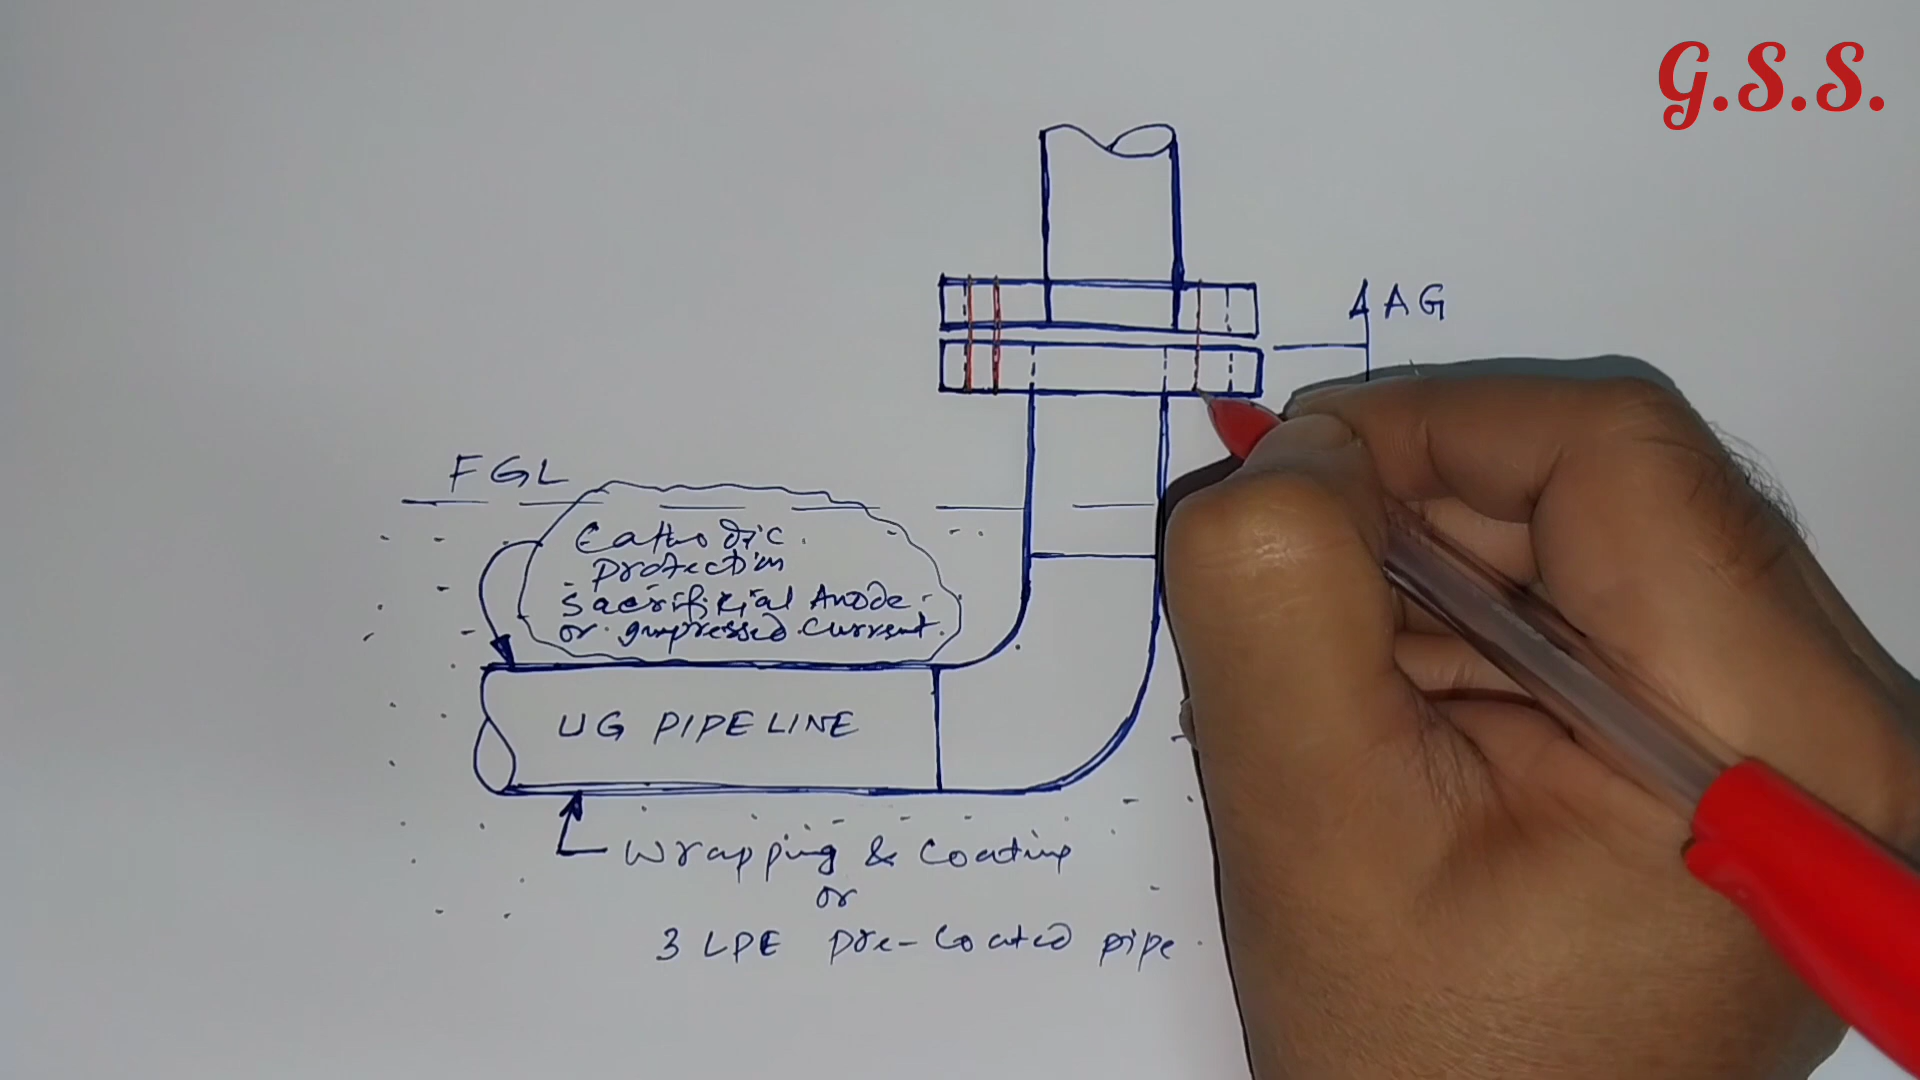 G.S.S.
AG
FGL
Cathodic
protection
Sacrificial Anode
or impressed current.
UG PIPELINE
Wrapping & Coating
or
3 LPE Pre-Coated pipe